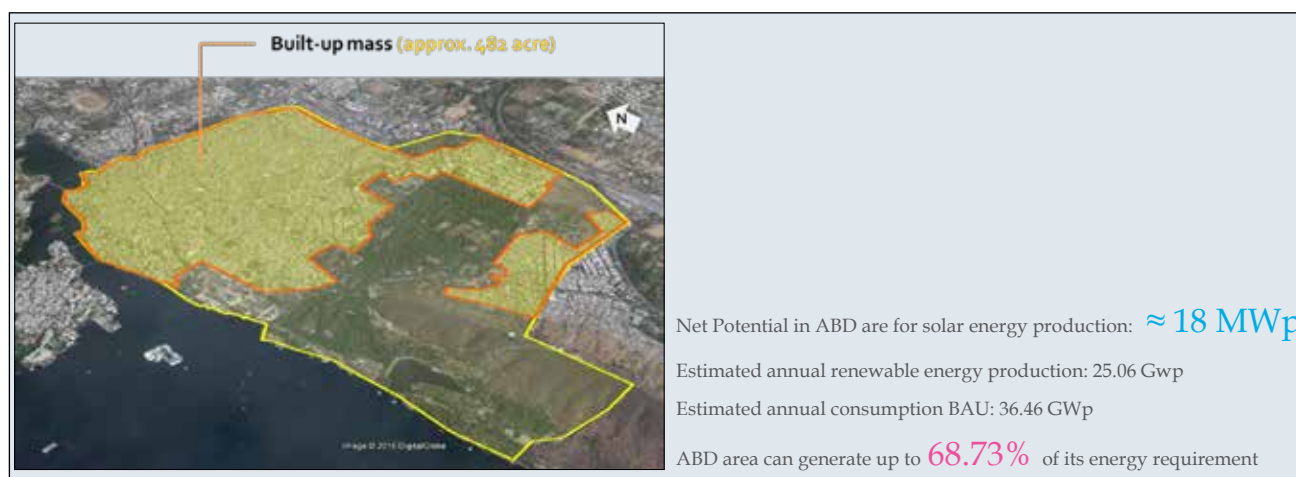 Built-up mass (approx. 482 acre)
N
Image © 2015 DigitalGlobe
Net Potential in ABD are for solar energy production: ≈ 18 MWp
Estimated annual renewable energy production: 25.06 Gwp
Estimated annual consumption BAU: 36.46 GWp
ABD area can generate up to 68.73% of its energy requirement